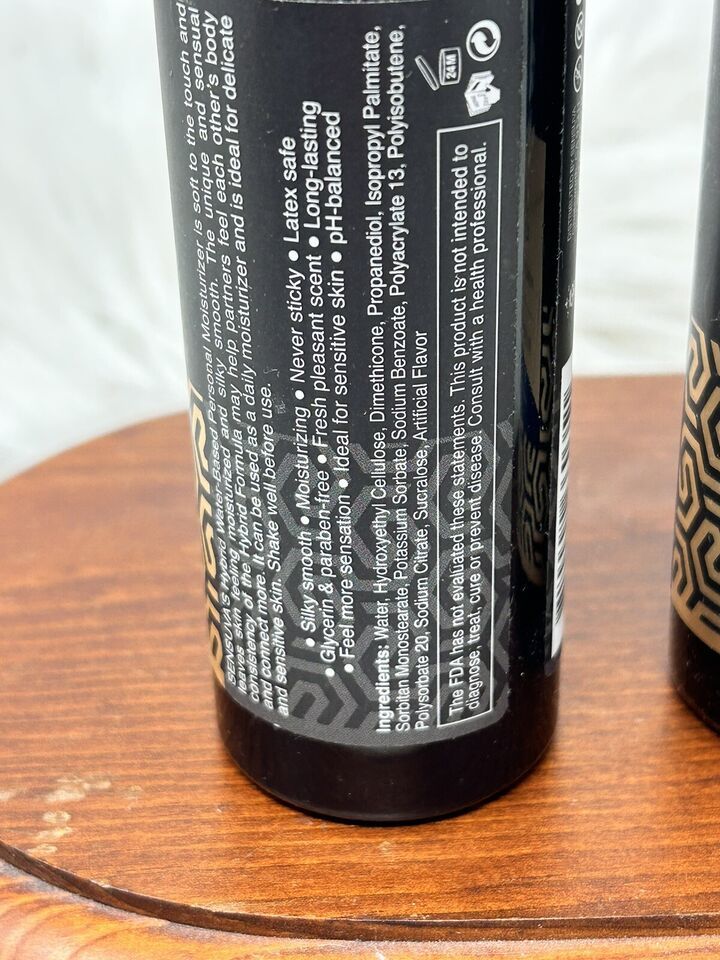 SENSUVA'S Hybrid Water-Based Personal Moisturizer is soft to the touch and
leaves skin feeling moisturized and silky smooth. The unique and sensual
consistency of the Hybrid Formula may help partners feel each other's body
and connect more. It can be used as a daily moisturizer and is ideal for delicate
and sensitive skin. Shake well before use.
• Silky smooth • Moisturizing • Never sticky • Latex safe
• Glycerin & paraben-free • Fresh pleasant scent • Long-lasting
• Feel more sensation • Ideal for sensitive skin • pH-balanced
Ingredients: Water, Hydroxyethyl Cellulose, Dimethicone, Propanediol, Isopropyl Palmitate,
Sorbitan Monostearate, Potassium Sorbate, Sodium Benzoate, Polyacrylate 13, Polyisobutene,
Polysorbate 20, Sodium Citrate, Sucralose, Artificial Flavor
The FDA has not evaluated these statements. This product is not intended to
diagnose, treat, cure or prevent disease. Consult with a health professional.
24M